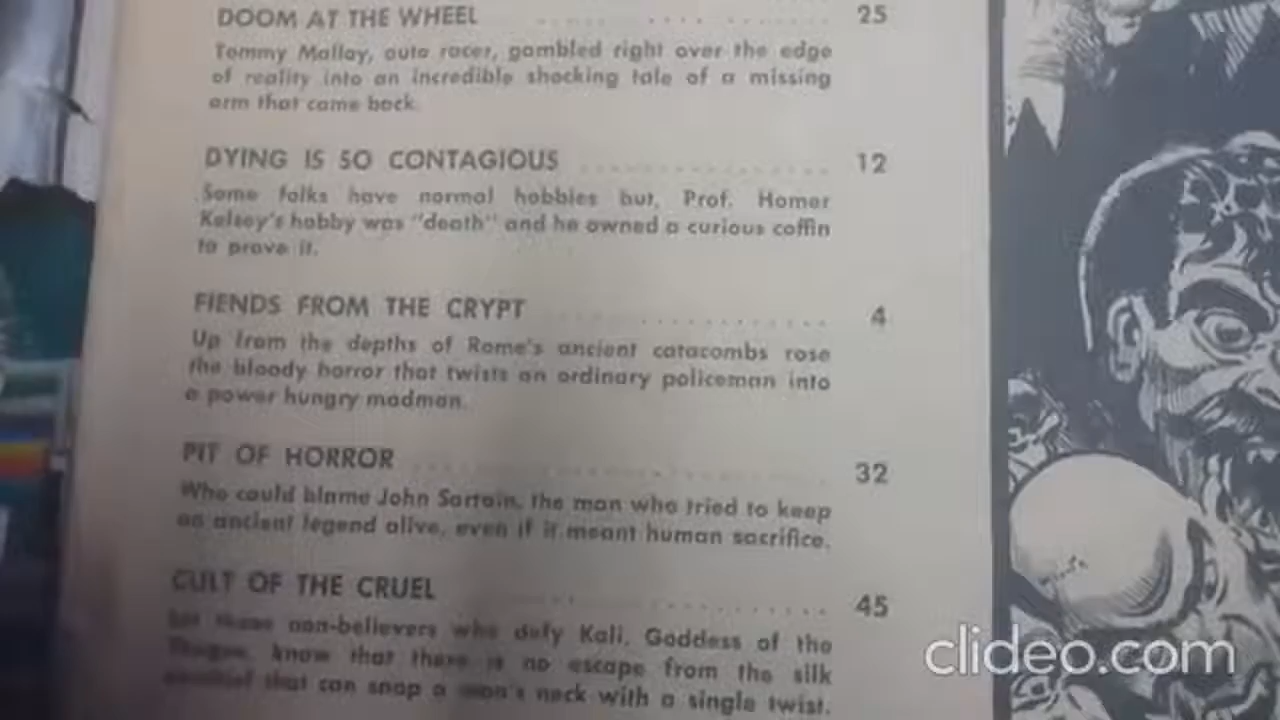 DOOM AT THE WHEEL 25
Tommy Malloy, auto racer, gambled right over the edge
of reality into an incredible shocking tale of a missing
arm that came back.
DYING IS SO CONTAGIOUS 12
Some folks have normal hobbies but, Prof. Homer
Kelsey's hobby was "death" and he owned a curious coffin
to prove it.
FIENDS FROM THE CRYPT 4
Up from the depths of Rome's ancient catacombs rose
the bloody horror that twists an ordinary policeman into
a power hungry madman.
PIT OF HORROR 32
Who could blame John Sartain, the man who tried to keep
an ancient legend alive, even if it meant human sacrifice.
CULT OF THE CRUEL 45
non-believers who defy Kali, Goddess of the
know that there is no escape from the silk
that can snap a man's neck with a single twist.
clideo.com